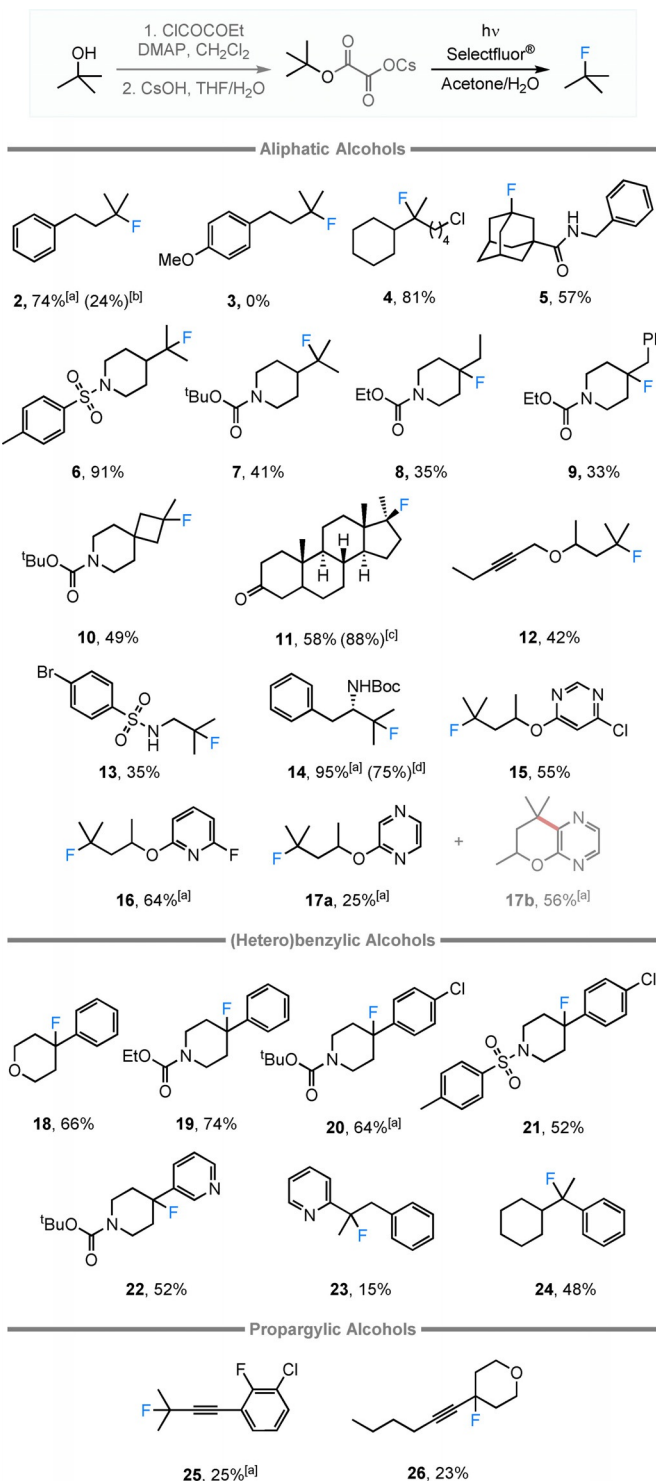 1. ClCOCOEt
DMAP, CH2Cl2
2. CsOH, THF/H2O
hν
Selectfluor®
Acetone/H2O
OH
O
O
O
OCs
F
Aliphatic Alcohols
F
MeO
F
F
Cl
4
F
N
H
O
2, 74%[a] (24%)[b]
3, 0%
4, 81%
5, 57%
F
O
S
N
O
F
tBuO
N
O
F
EtO
N
O
Pl
F
EtO
N
O
6, 91%
7, 41%
8, 35%
9, 33%
F
tBuO
N
O
F
H
H
H
O
O
F
10, 49%
11, 58% (88%)[c]
12, 42%
Br
O
S
O
N
H
F
NHBoc
F
F
O
N
N
Cl
13, 35%
14, 95%[a] (75%)[d]
15, 55%
F
O
N
F
F
O
N
N
+
O
N
N
16, 64%[a]
17a, 25%[a]
17b, 56%[a]
(Hetero)benzylic Alcohols
F
O
F
EtO
N
O
F
Cl
tBuO
N
O
F
Cl
O
S
N
O
18, 66%
19, 74%
20, 64%[a]
21, 52%
N
F
tBuO
N
O
N
F
F
22, 52%
23, 15%
24, 48%
Propargylic Alcohols
F
F
Cl
O
F
25, 25%[a]
26, 23%